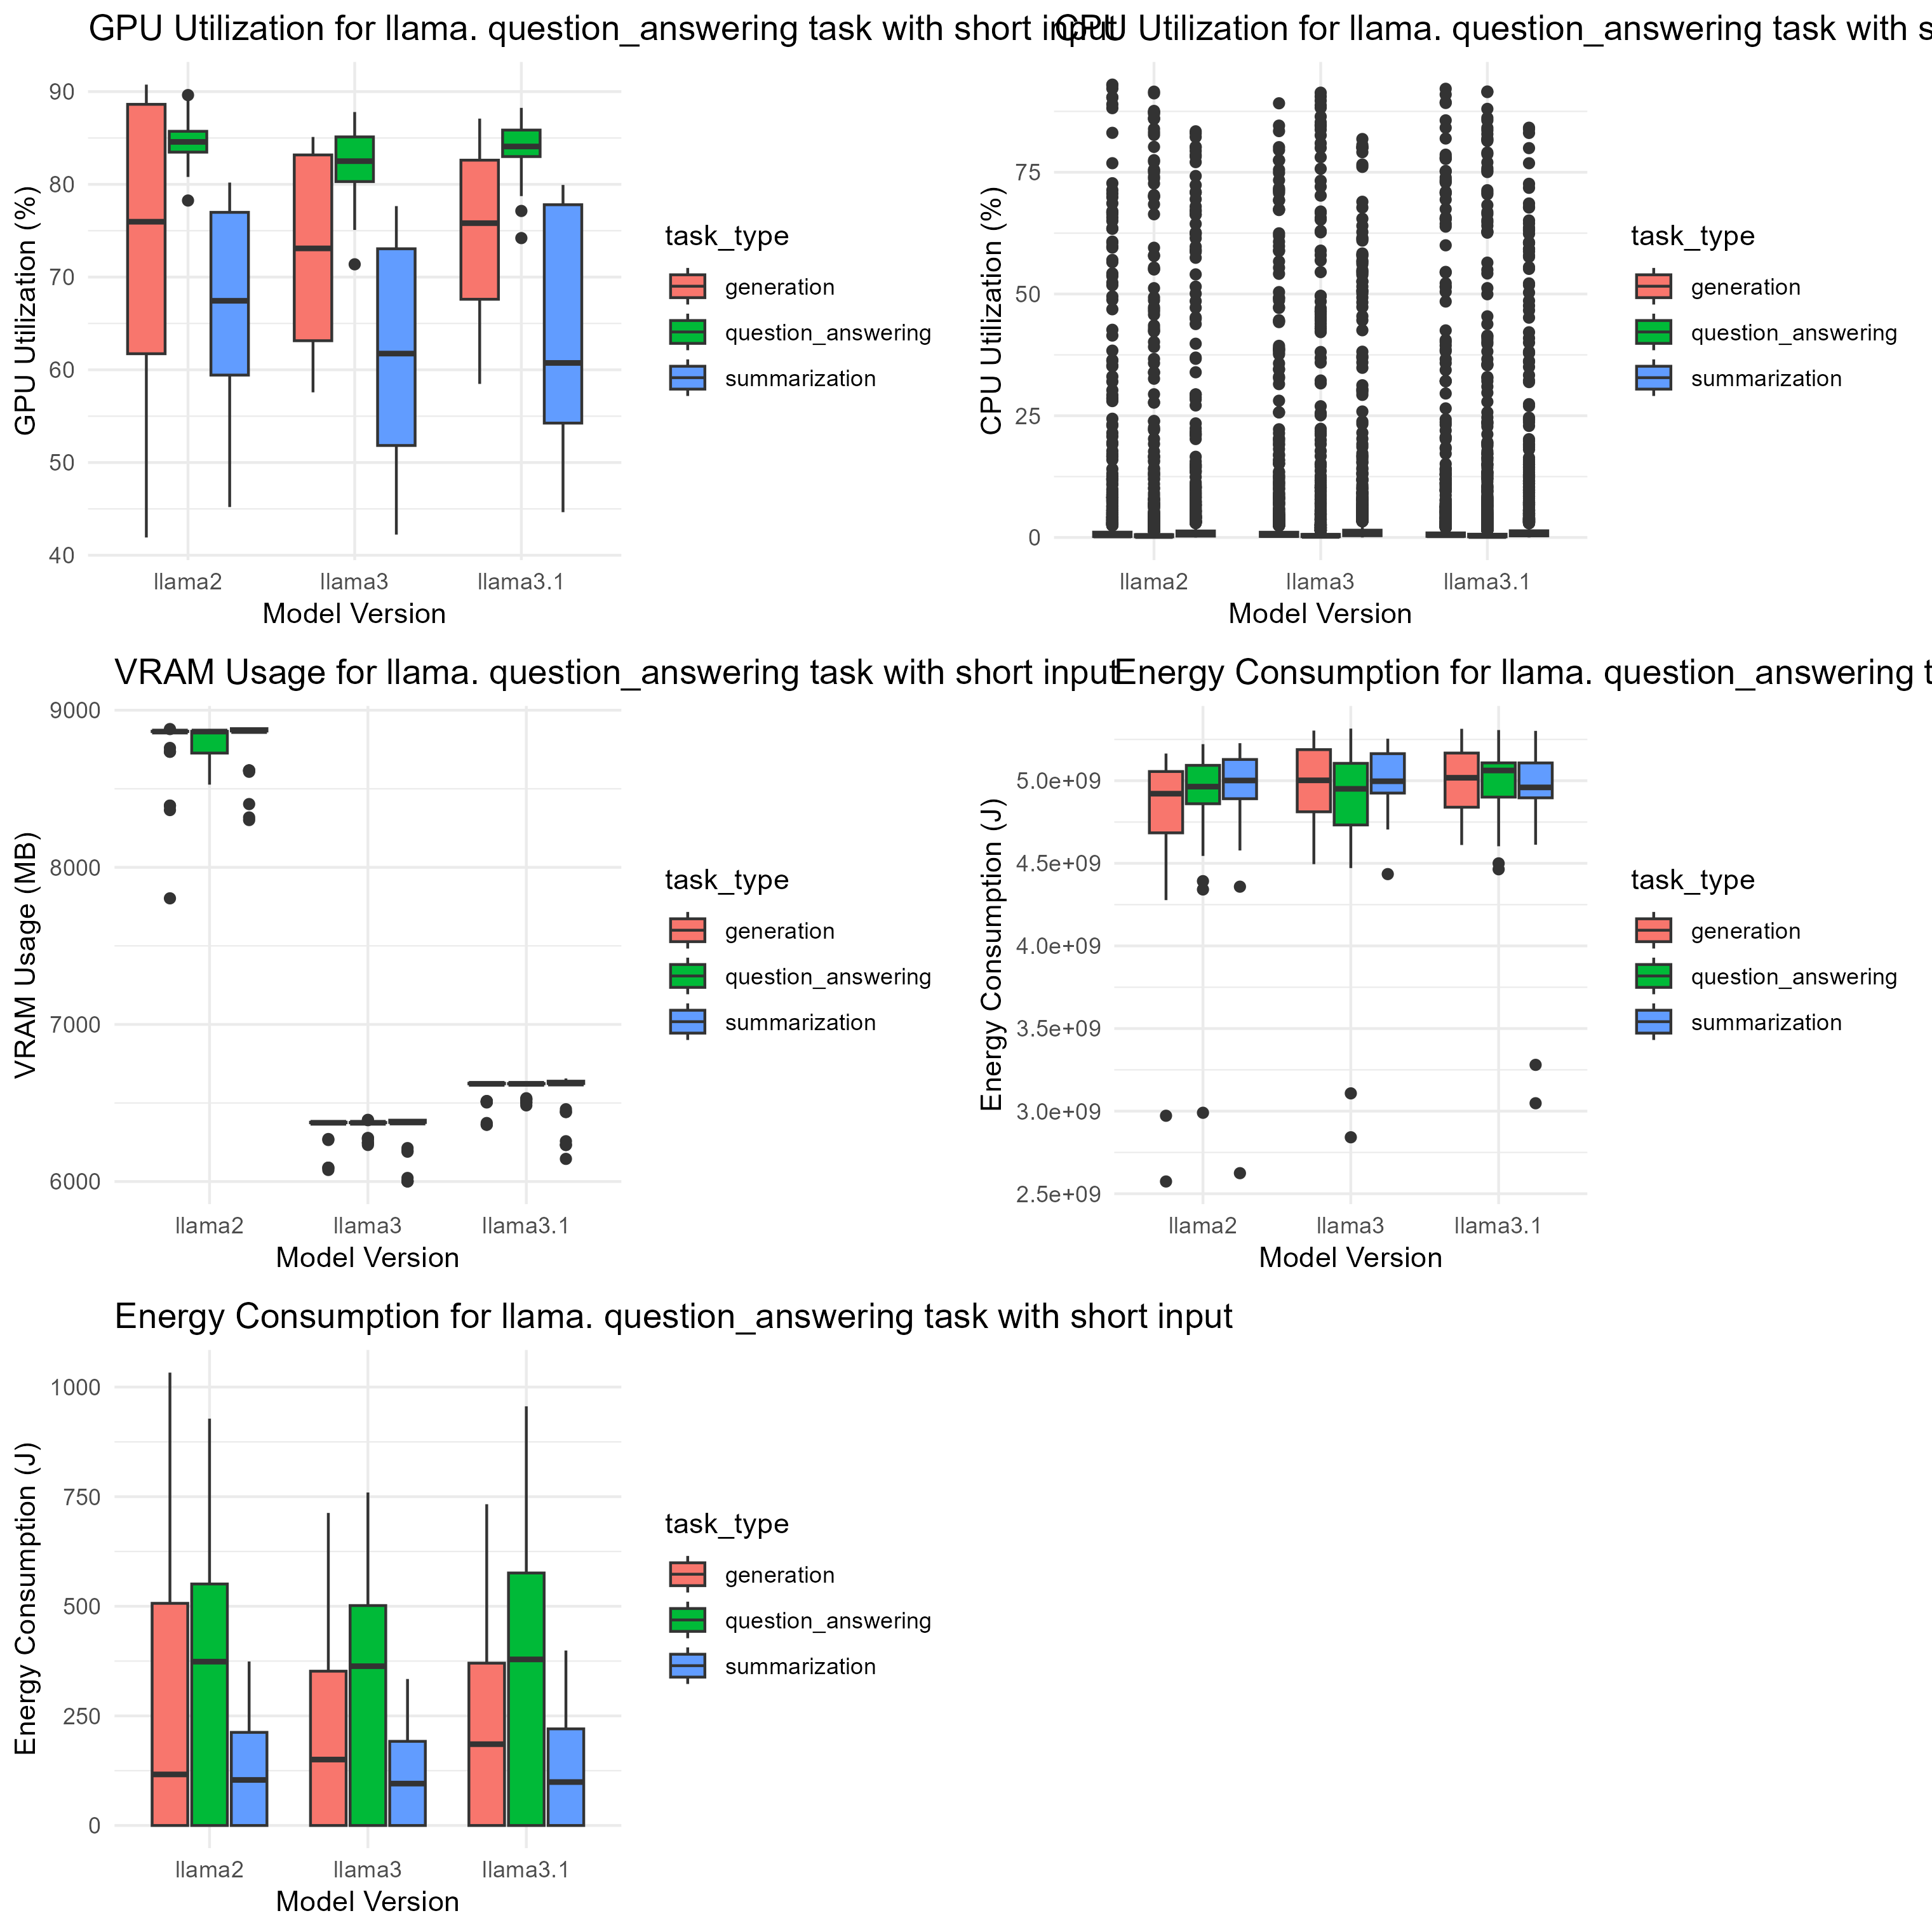 GPU Utilization for llama. question_answering task with short input
GPU Utilization (%)
90
80
70
60
50
40
llama2
llama3
llama3.1
Model Version
task_type
generation
question_answering
summarization
CPU Utilization for llama. question_answering task with s
CPU Utilization (%)
75
50
25
0
llama2
llama3
llama3.1
Model Version
task_type
generation
question_answering
summarization
VRAM Usage for llama. question_answering task with short input
VRAM Usage (MB)
9000
8000
7000
6000
llama2
llama3
llama3.1
Model Version
task_type
generation
question_answering
summarization
Energy Consumption for llama. question_answering t
Energy Consumption (J)
5.0e+09
4.5e+09
4.0e+09
3.5e+09
3.0e+09
2.5e+09
llama2
llama3
llama3.1
Model Version
task_type
generation
question_answering
summarization
Energy Consumption for llama. question_answering task with short input
Energy Consumption (J)
1000
750
500
250
0
llama2
llama3
llama3.1
Model Version
task_type
generation
question_answering
summarization